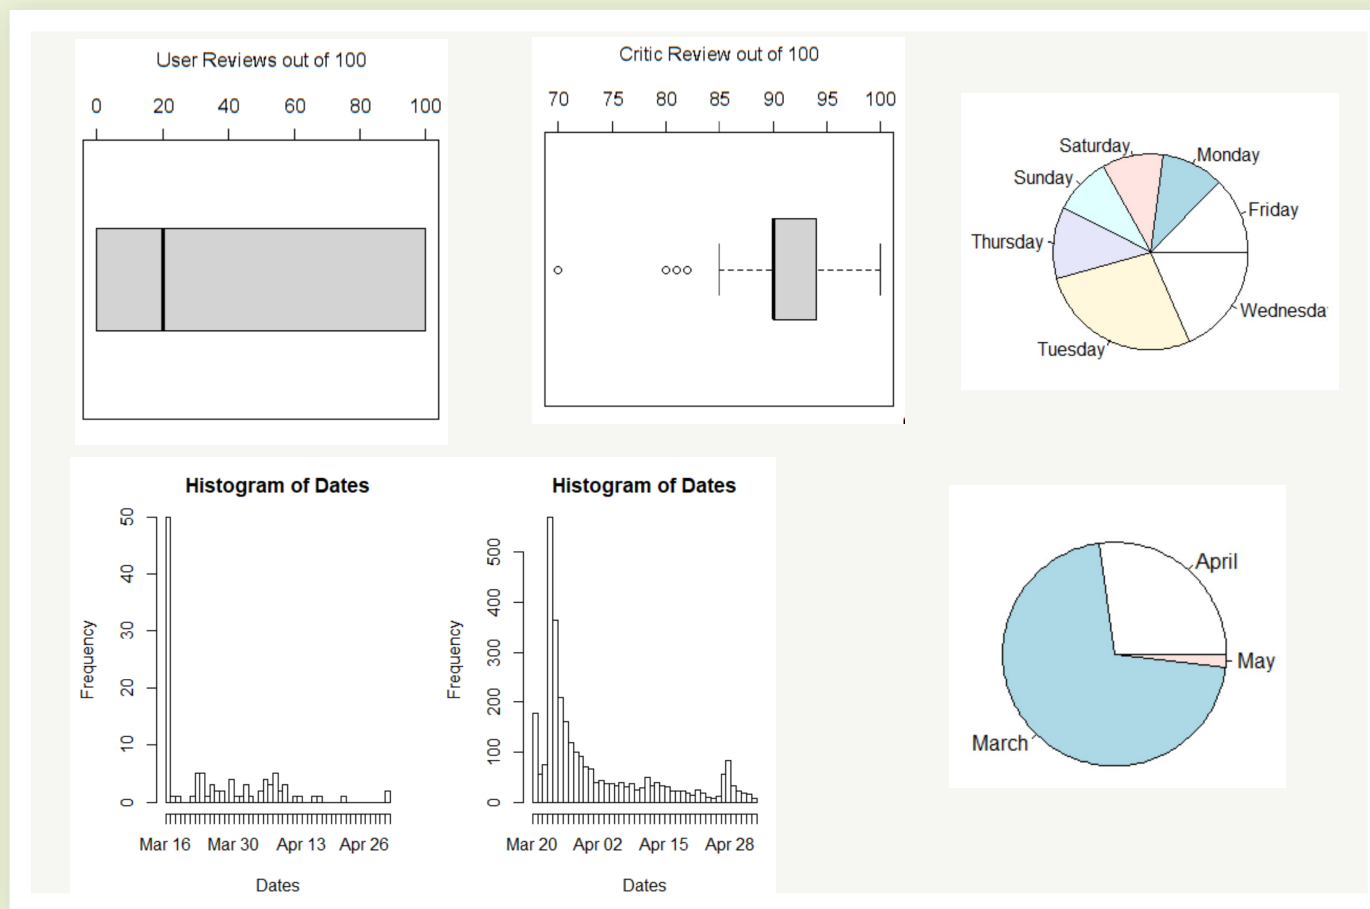 User Reviews out of 100
0 20 40 60 80 100
Critic Review out of 100
70 75 80 85 90 95 100
Saturday
Monday
Sunday
Friday
Thursday
Wednesda
Tuesday
Histogram of Dates
Frequency
0 10 20 30 40 50
Mar 16 Mar 30 Apr 13 Apr 26
Dates
Histogram of Dates
Frequency
0 100 200 300 400 500
Mar 20 Apr 02 Apr 15 Apr 28
Dates
April
May
March